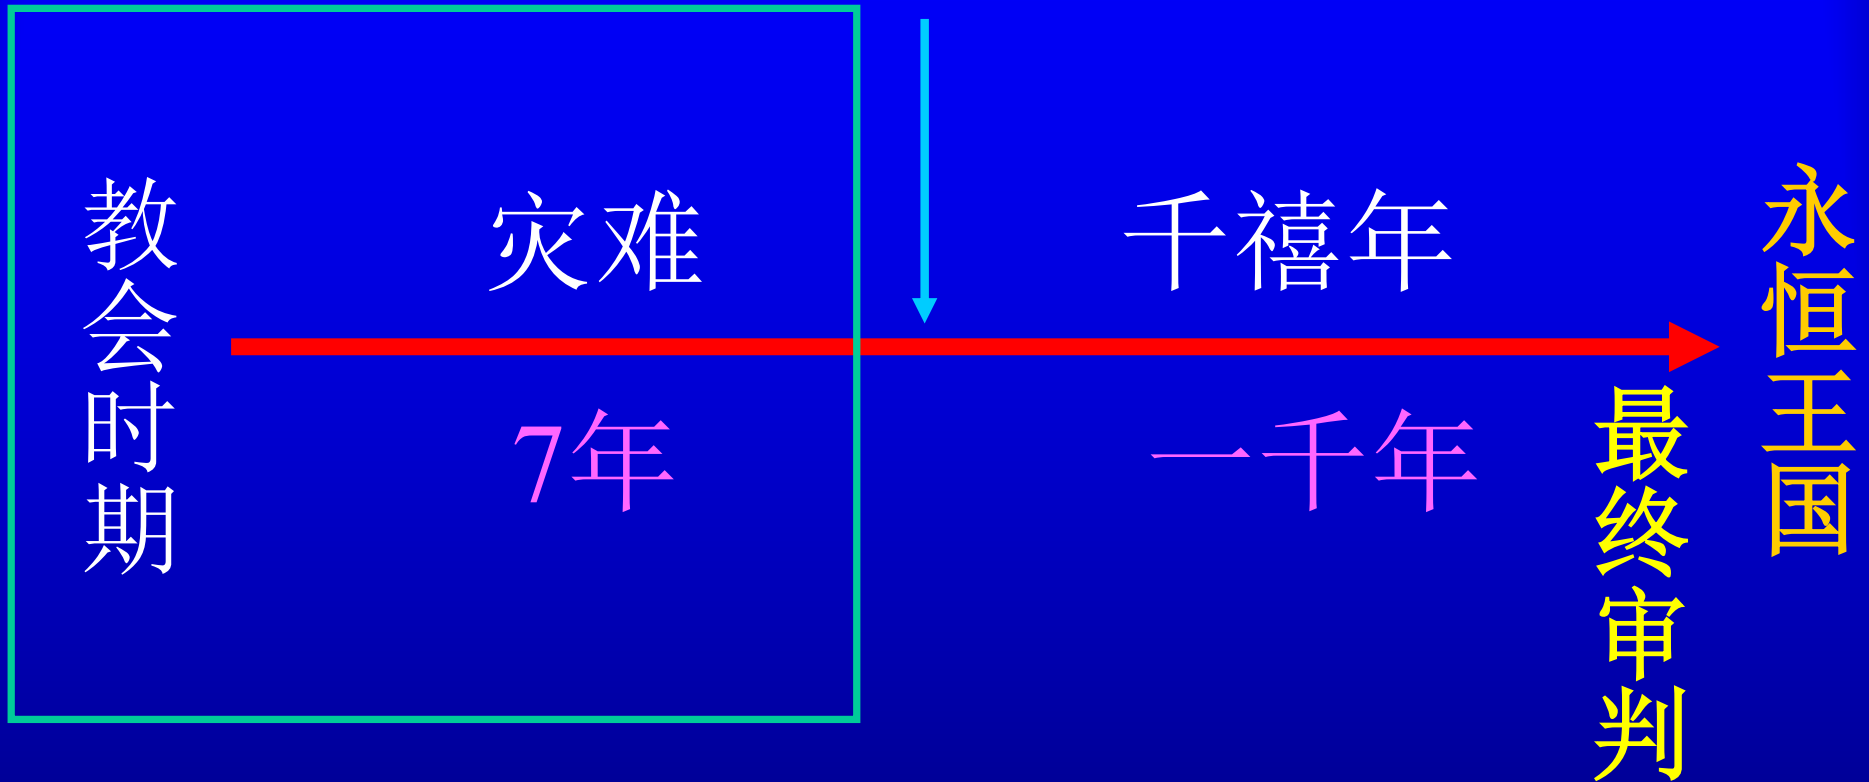 教会时期
灾难
7年
千禧年
一千年
最终审判
永恒王国